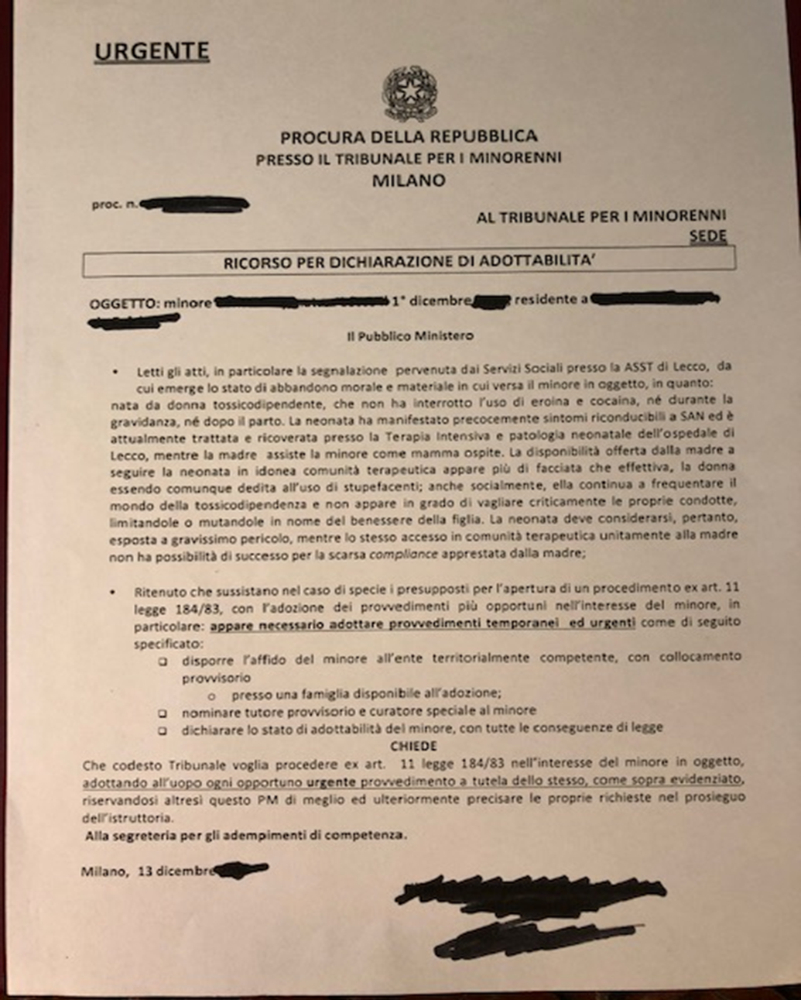 URGENTE
PROCURA DELLA REPUBBLICA
PRESSO IL TRIBUNALE PER I MINORENNI
MILANO
proc. n.
AL TRIBUNALE PER I MINORENNI
SEDE
RICORSO PER DICHIARAZIONE DI ADOTTABILITA’
OGGETTO: minore 1° dicembre residente a
Il Pubblico Ministero
• Letti gli atti, in particolare la segnalazione pervenuta dai Servizi Sociali presso la ASST di Lecco, da
cui emerge lo stato di abbandono morale e materiale in cui versa il minore in oggetto, in quanto:
nata da donna tossicodipendente, che non ha interrotto l’uso di eroina e cocaina, né durante la
gravidanza, né dopo il parto. La neonata ha manifestato precocemente sintomi riconducibili a SAN ed è
attualmente trattata e ricoverata presso la Terapia Intensiva e patologia neonatale dell’ospedale di
Lecco, mentre la madre assiste la minore come mamma ospite. La disponibilità offerta dalla madre a
seguire la neonata in idonea comunità terapeutica appare più di facciata che effettiva, la donna
essendo comunque dedita all’uso di stupefacenti; anche socialmente, ella continua a frequentare il
mondo della tossicodipendenza e non appare in grado di vagliare criticamente le proprie condotte,
limitandole o mutandole in nome del benessere della figlia. La neonata deve considerarsi, pertanto,
esposta a gravissimo pericolo, mentre lo stesso accesso in comunità terapeutica unitamente alla madre
non ha possibilità di successo per la scarsa compliance apprestata dalla madre;
• Ritenuto che sussistano nel caso di specie i presupposti per l’apertura di un procedimento ex art. 11
legge 184/83, con l’adozione dei provvedimenti più opportuni nell’interesse del minore, in
particolare: appare necessario adottare provvedimenti temporanei ed urgenti come di seguito
specificato:
❑ disporre l’affido del minore all’ente territorialmente competente, con collocamento
provvisorio
o presso una famiglia disponibile all’adozione;
❑ nominare tutore provvisorio e curatore speciale al minore
❑ dichiarare lo stato di adottabilità del minore, con tutte le conseguenze di legge
CHIEDE
Che codesto Tribunale voglia procedere ex art. 11 legge 184/83 nell’interesse del minore in oggetto,
adottando all’uopo ogni opportuno urgente provvedimento a tutela dello stesso, come sopra evidenziato,
riservandosi altresì questo PM di meglio ed ulteriormente precisare le proprie richieste nel prosieguo
dell’istruttoria.
Alla segreteria per gli adempimenti di competenza.
Milano, 13 dicembre